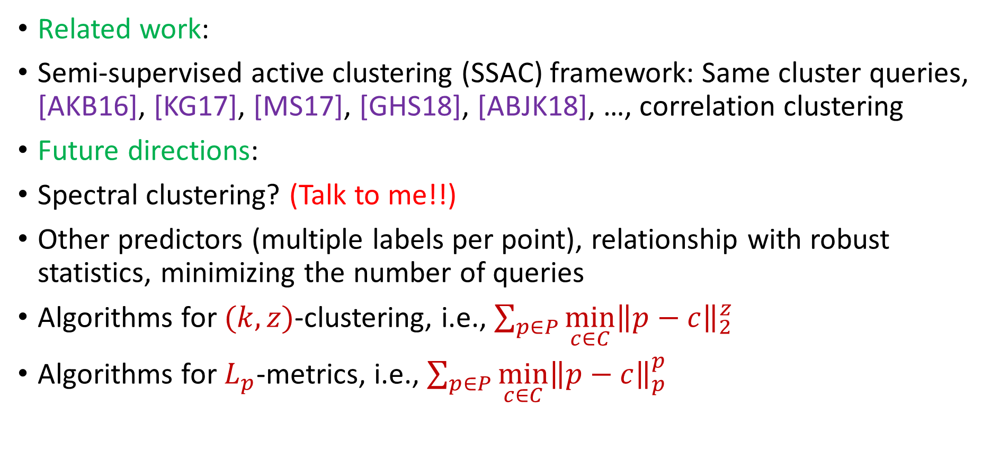 • Related work:
• Semi-supervised active clustering (SSAC) framework: Same cluster queries,
[AKB16], [KG17], [MS17], [GHS18], [ABJK18], …, correlation clustering
• Future directions:
• Spectral clustering? (Talk to me!!)
• Other predictors (multiple labels per point), relationship with robust
statistics, minimizing the number of queries
• Algorithms for $(k, z)$-clustering, i.e., $\sum_{p \in P} \min_{c \in C} \|p - c\|_2^z$
• Algorithms for $L_p$-metrics, i.e., $\sum_{p \in P} \min_{c \in C} \|p - c\|_p^p$